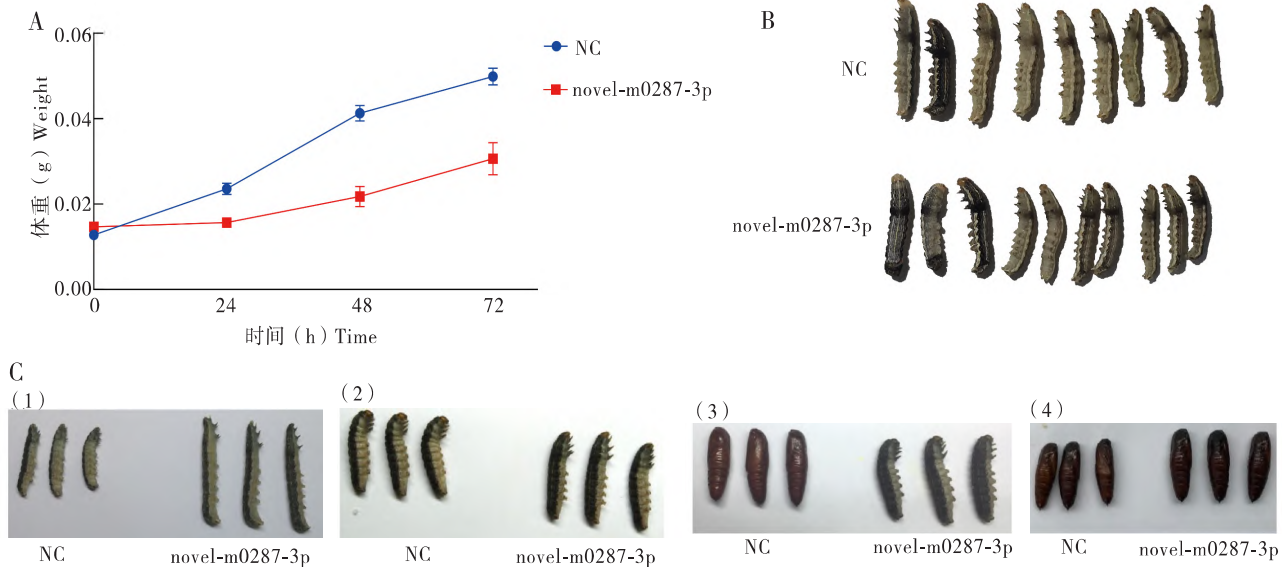 A
0.06
0.04
0.02
0.00
体重（g）Weight
0
24
48
72
时间（h）Time
NC
novel-m0287-3p
B
NC
novel-m0287-3p
C
（1）
NC
novel-m0287-3p
（2）
NC
novel-m0287-3p
（3）
NC
novel-m0287-3p
（4）
NC
novel-m0287-3p